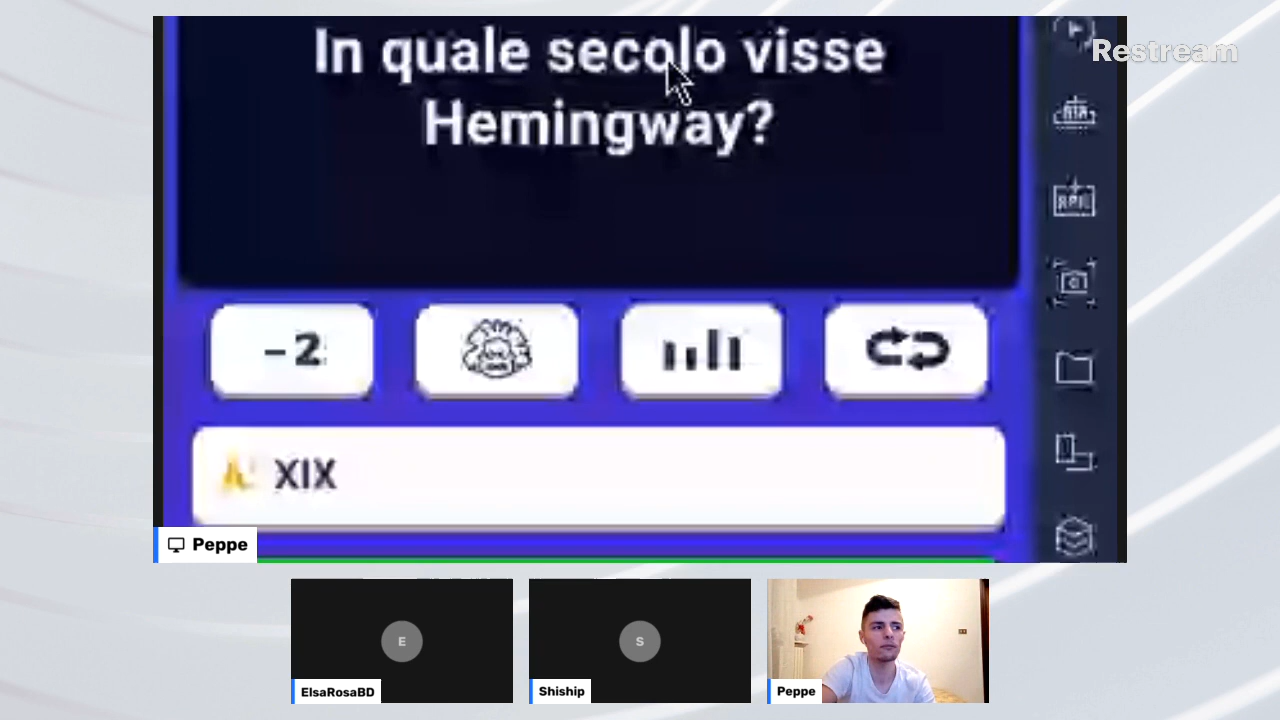 In quale secolo visse
Hemingway?
Restream
-2
A: XIX
Peppe
E
S
ElsaRosaBD
Shiship
Peppe